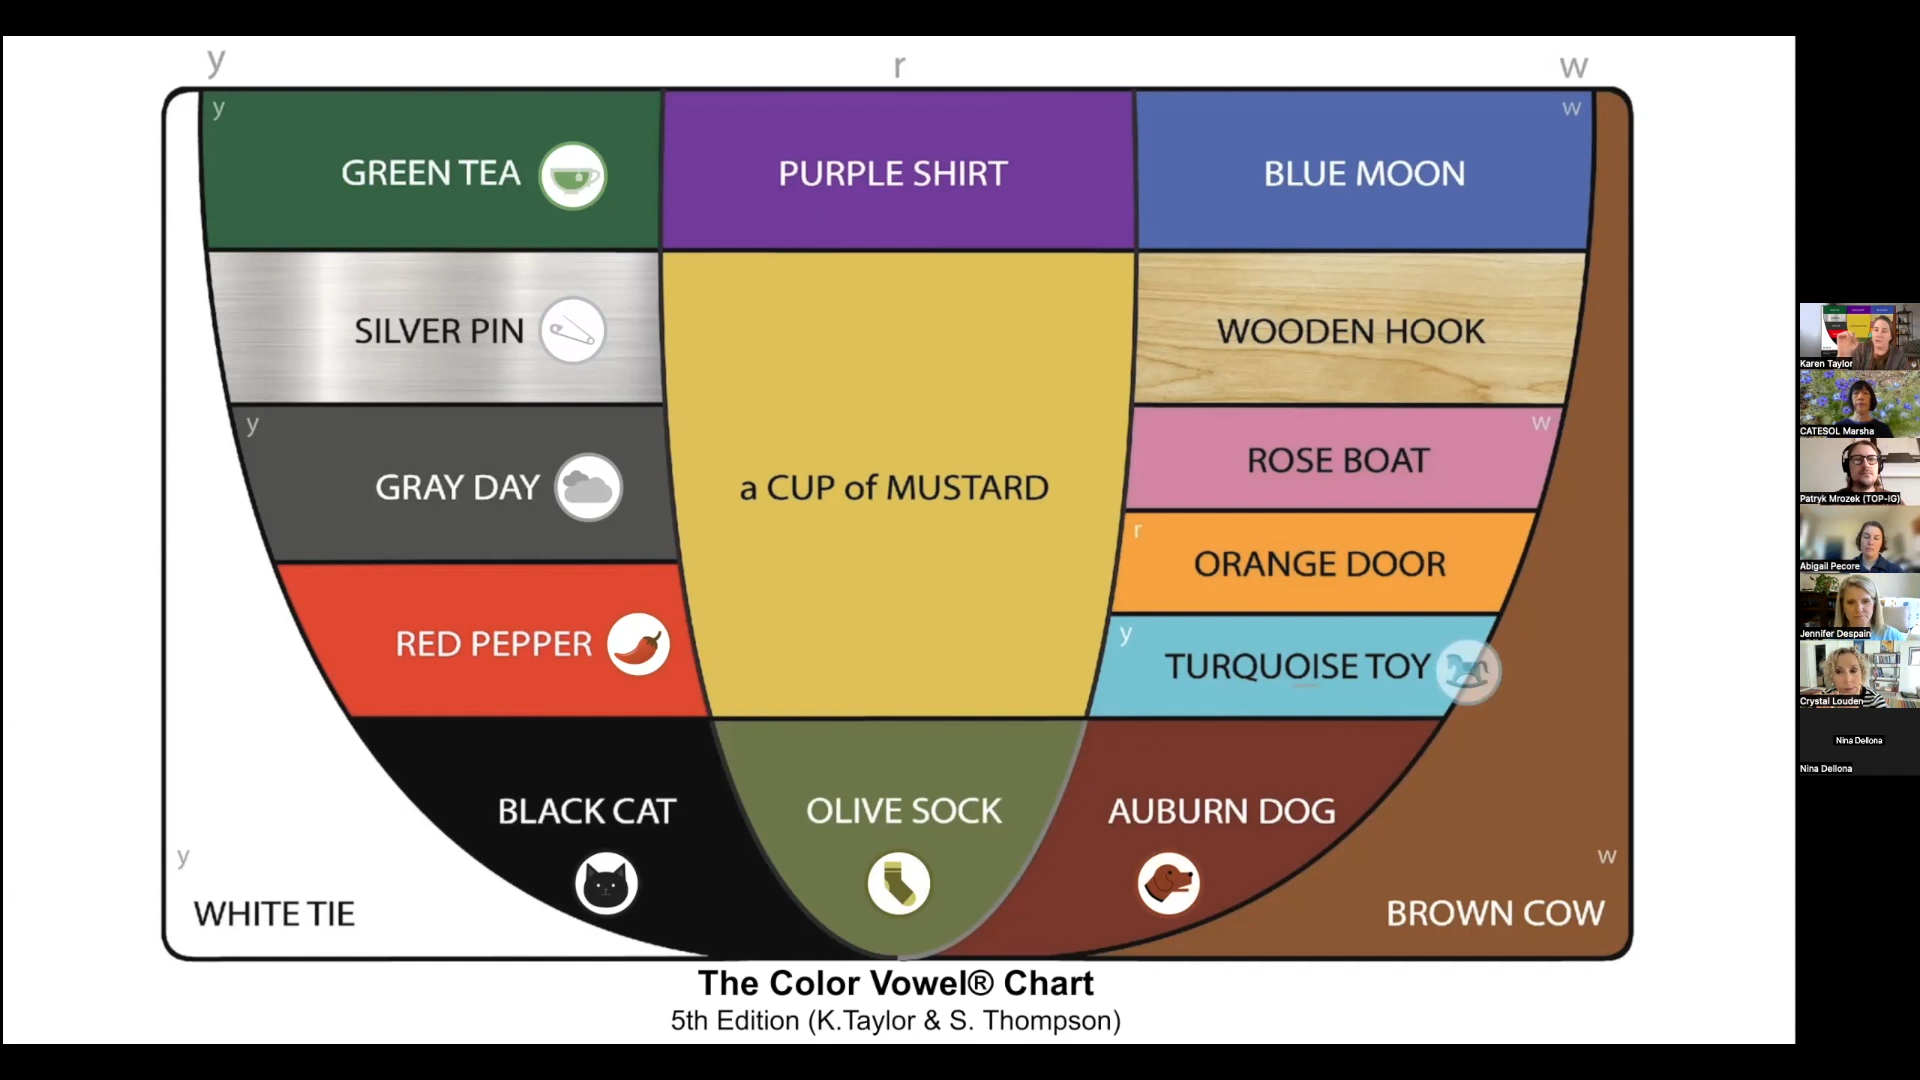 y
r
w
y
w
GREEN TEA
PURPLE SHIRT
BLUE MOON
SILVER PIN
WOODEN HOOK
y
w
GRAY DAY
a CUP of MUSTARD
ROSE BOAT
r
ORANGE DOOR
y
RED PEPPER
TURQUOISE TOY
BLACK CAT
OLIVE SOCK
AUBURN DOG
y
w
WHITE TIE
BROWN COW
The Color Vowel® Chart
5th Edition (K.Taylor & S. Thompson)
Karen Taylor
CATESOL Marsha
Patryk Mrozek (TOP-IG)
Abigail Pecore
Jennifer Despain
Crystal Louden
Nina Dellona
Nina Dellona